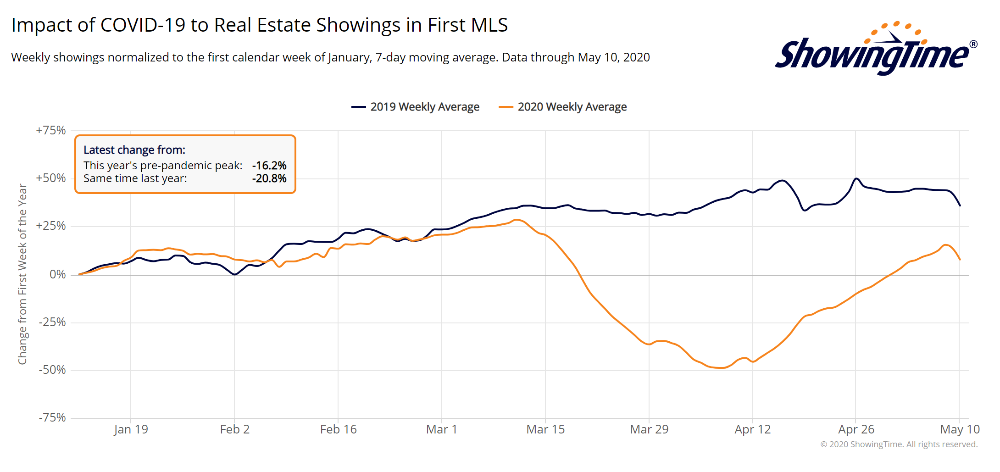 Impact of COVID-19 to Real Estate Showings in First MLS
Weekly showings normalized to the first calendar week of January, 7-day moving average. Data through May 10, 2020
ShowingTime®
2019 Weekly Average
2020 Weekly Average
Latest change from:
This year's pre-pandemic peak: -16.2%
Same time last year: -20.8%
Change from First Week of the Year
+75%
+50%
+25%
0%
-25%
-50%
-75%
Jan 19
Feb 2
Feb 16
Mar 1
Mar 15
Mar 29
Apr 12
Apr 26
May 10
© 2020 ShowingTime. All rights reserved.